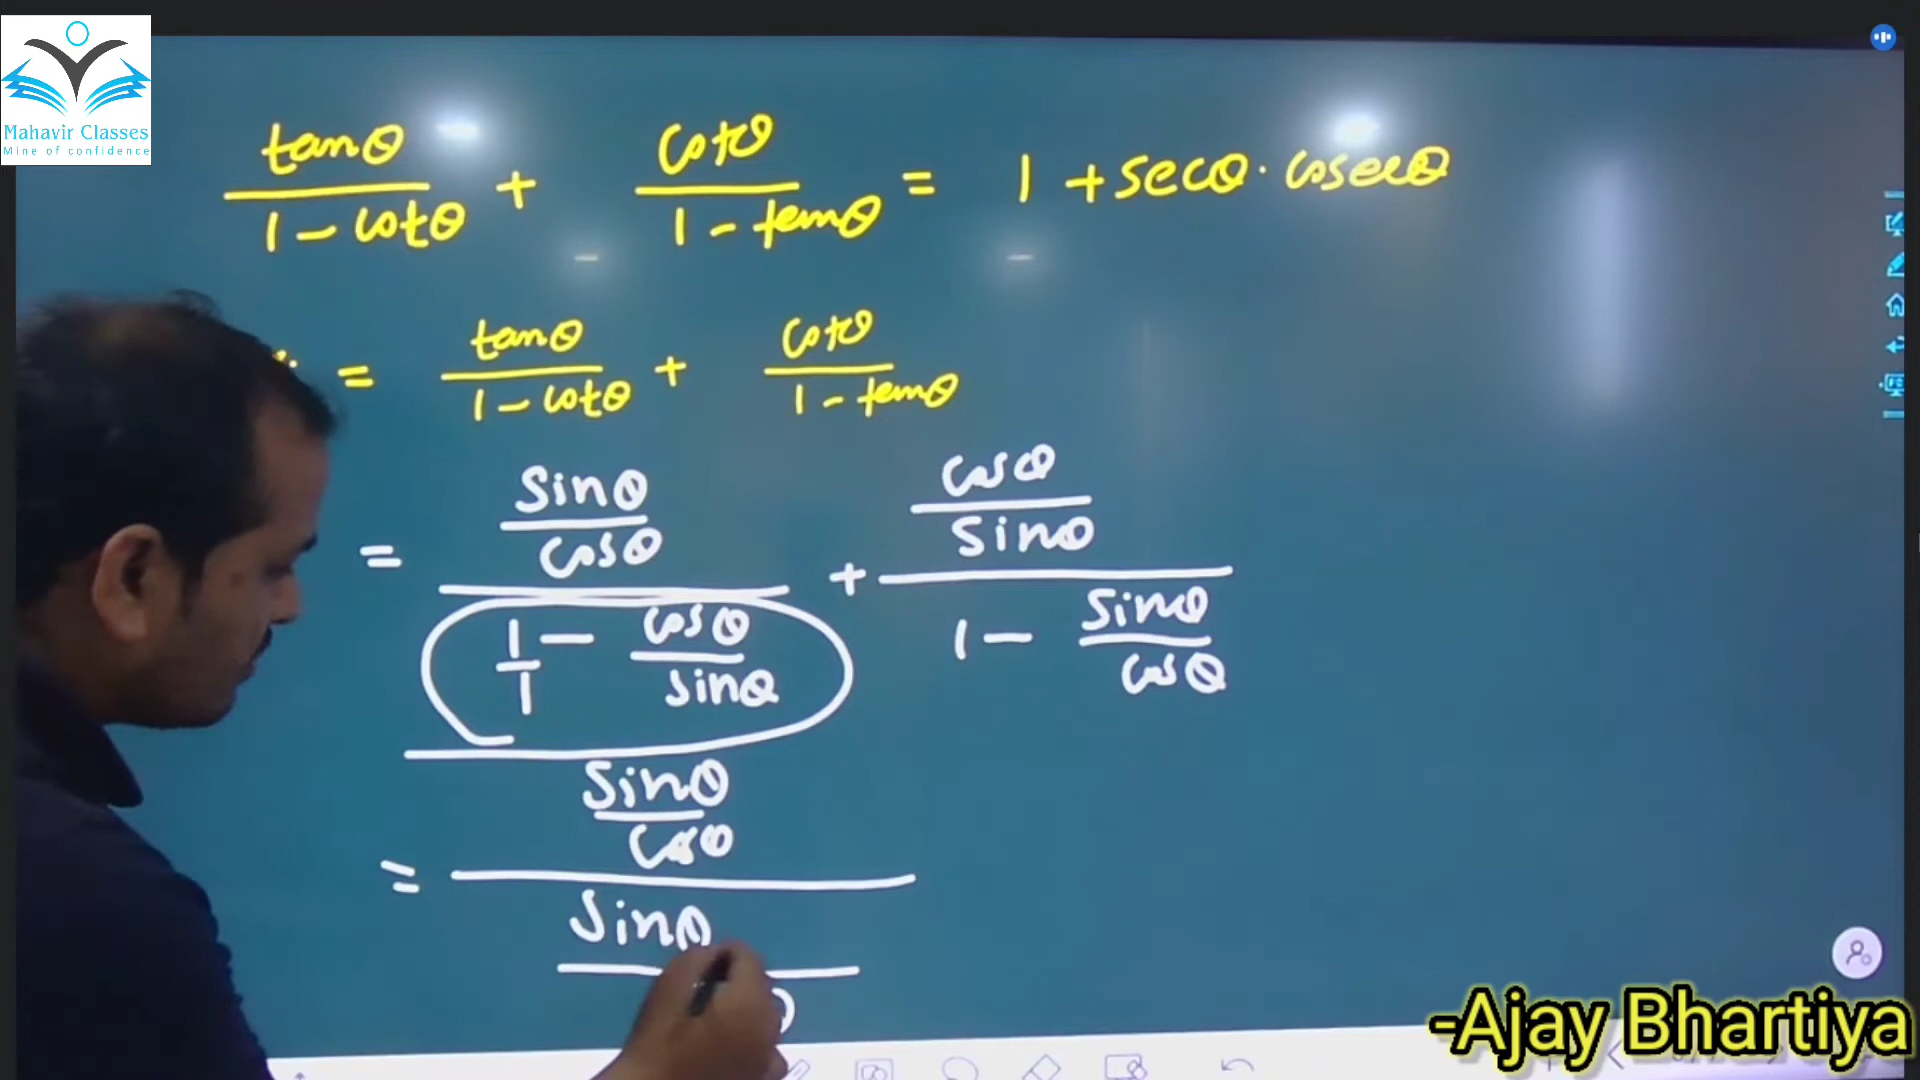 Mahavir Classes
Mine of confidence
tanθ/(1 - cotθ) + cotθ/(1 - tanθ) = 1 + secθ · cosecθ
= tanθ/(1 - cotθ) + cotθ/(1 - tanθ)
= (sinθ/cosθ)/(1/1 - cosθ/sinθ) + (cosθ/sinθ)/(1 - sinθ/cosθ)
= (sinθ/cosθ)/(sinθ
-Ajay Bhartiya